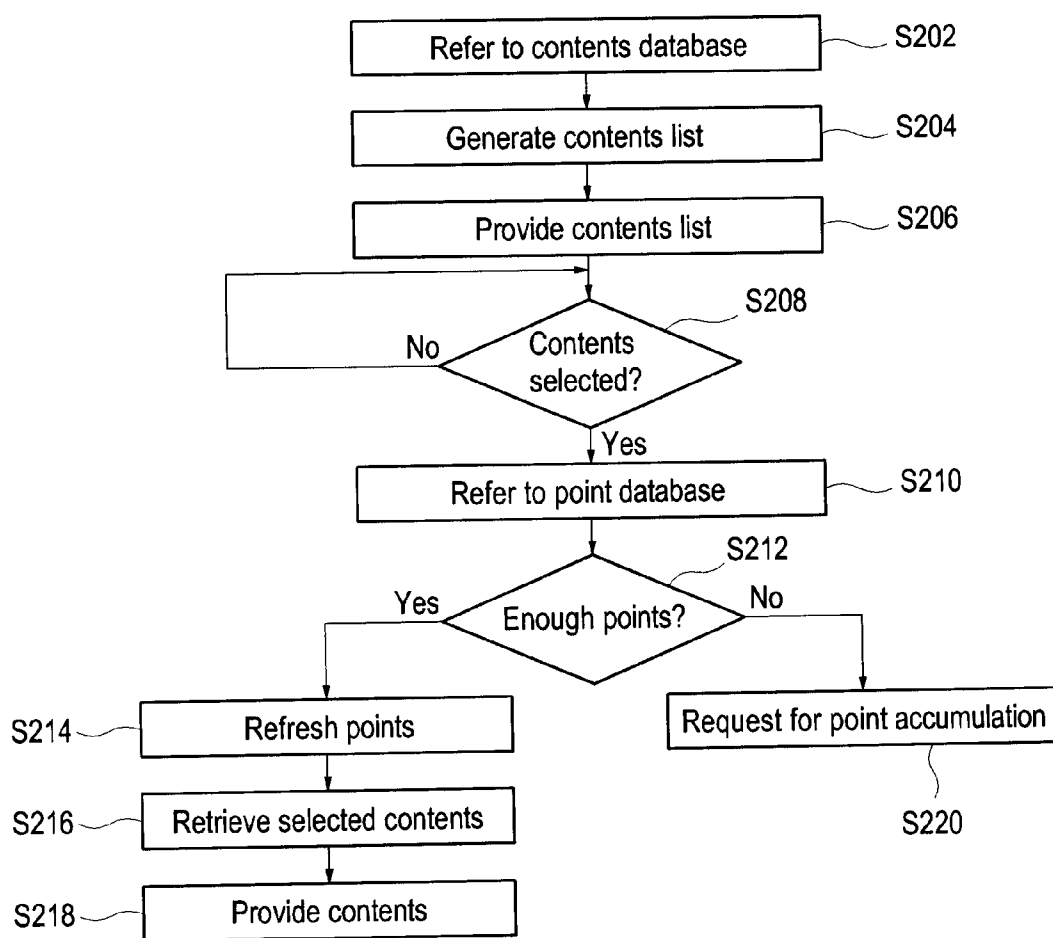 Refer to contents database
S202
Generate contents list
S204
Provide contents list
S206
S208
No
Contents
selected?
Yes
Refer to point database
S210
S212
Yes
Enough points?
No
S214
Refresh points
Request for point accumulation
S216
Retrieve selected contents
S220
S218
Provide contents